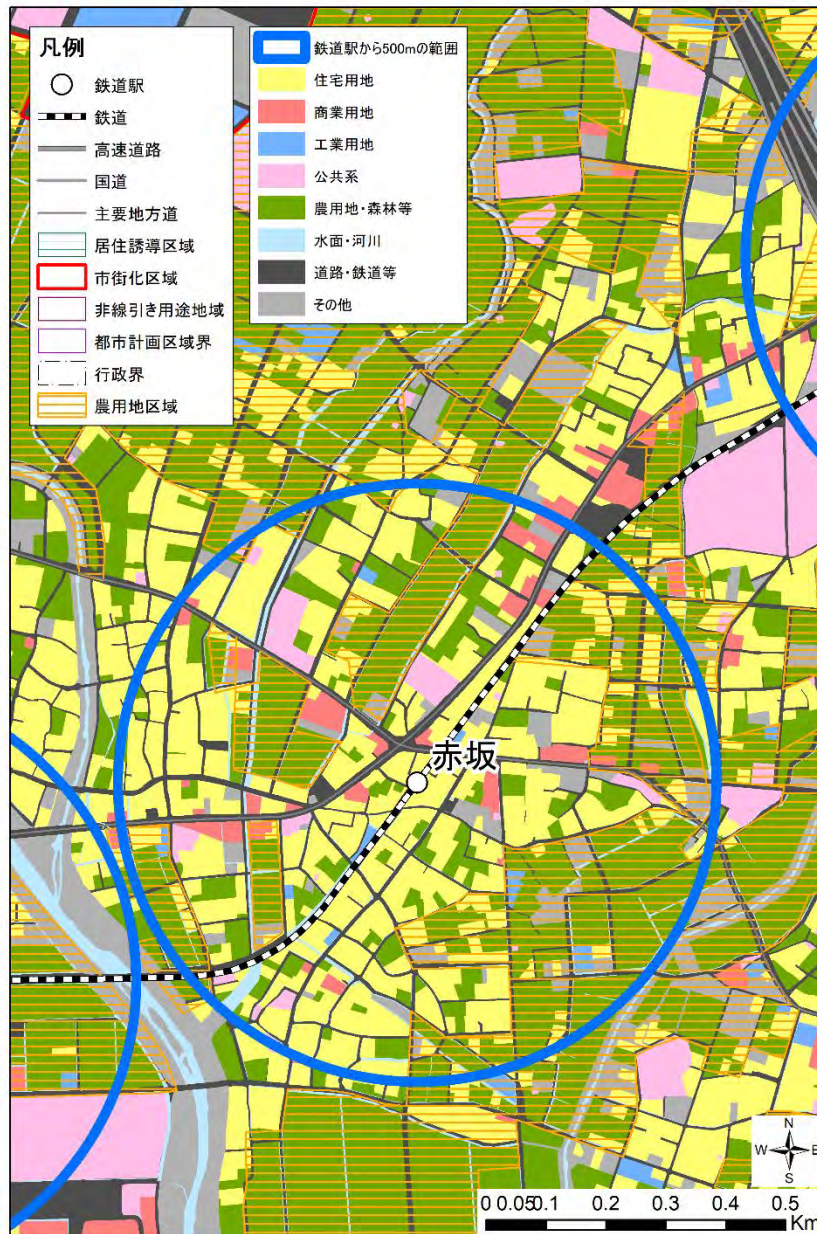 凡例
鉄道駅
鉄道
高速道路
国道
主要地方道
居住誘導区域
市街化区域
非線引き用途地域
都市計画区域界
行政界
農用地区域
鉄道駅から500mの範囲
住宅用地
商業用地
工業用地
公共系
農用地・森林等
水面・河川
道路・鉄道等
その他
赤坂
N
W E
S
0 0.05 0.1 0.2 0.3 0.4 0.5
Km